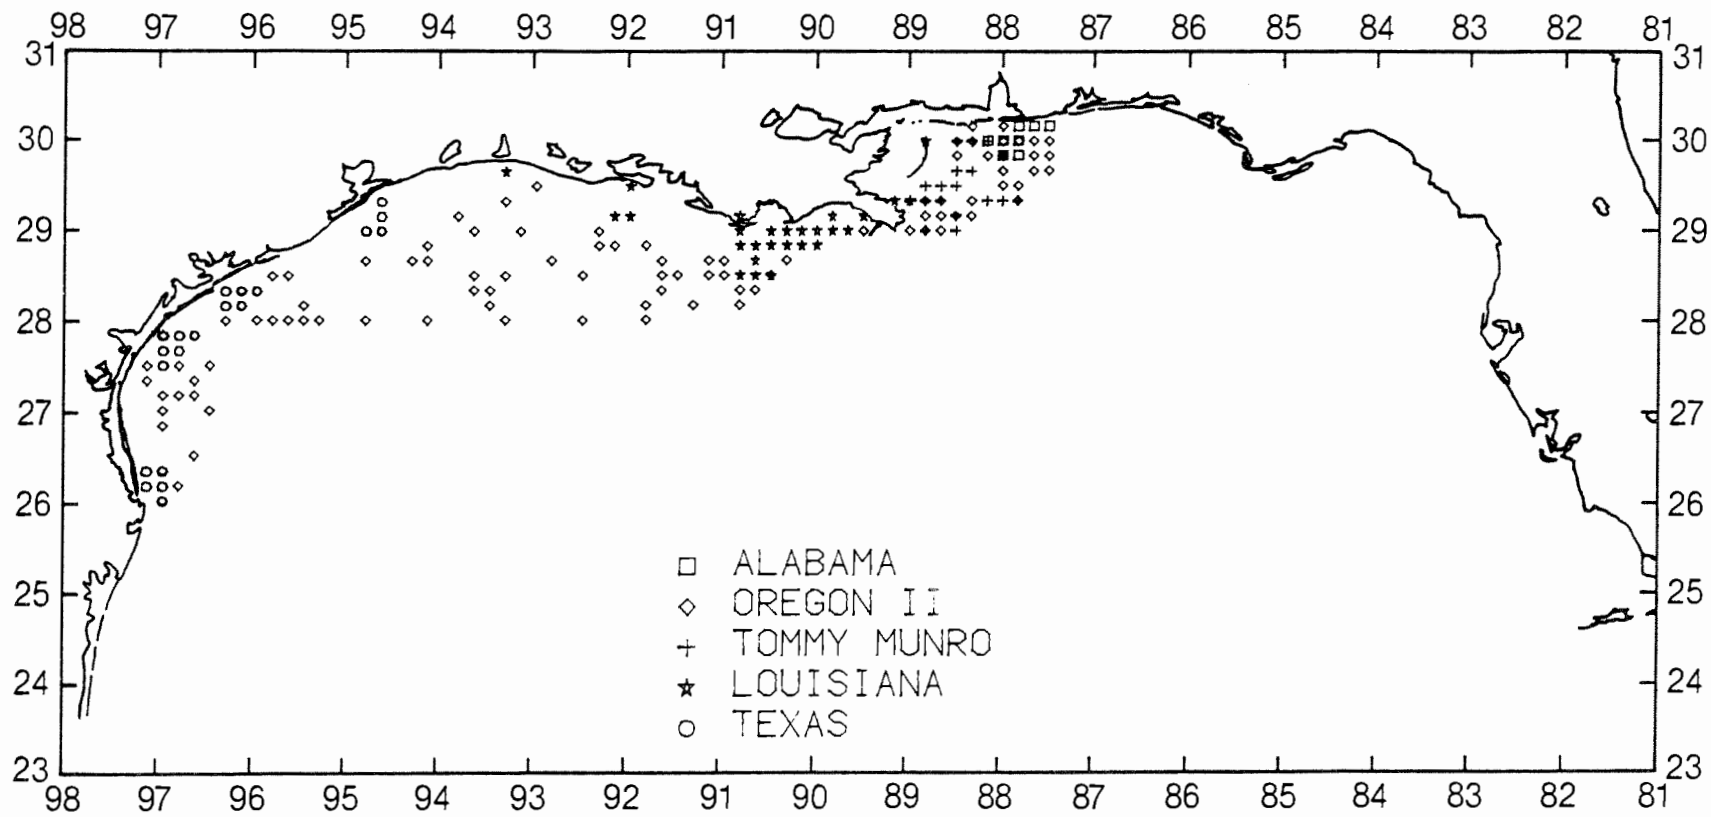 98 97 96 95 94 93 92 91 90 89 88 87 86 85 84 83 82 81
31 31
30 30
29 29
28 28
27 27
26 26
25 25
24 24
23 23
ALABAMA
OREGON II
TOMMY MUNRO
LOUISIANA
TEXAS
98 97 96 95 94 93 92 91 90 89 88 87 86 85 84 83 82 81